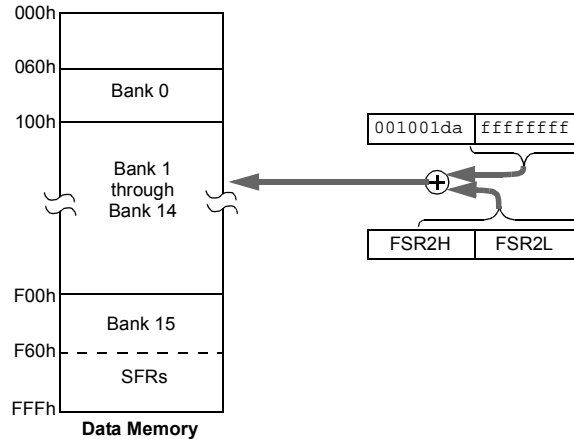 000h
060h
Bank 0
100h
001001da ffffffff
Bank 1
through
Bank 14
FSR2H FSR2L
F00h
Bank 15
F60h
SFRs
FFFh
Data Memory